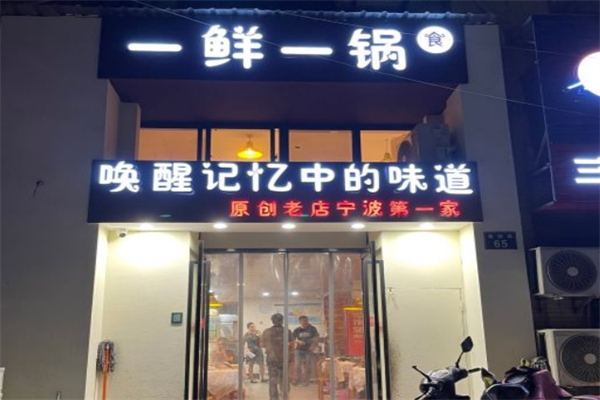 一鲜一锅 食
唤醒记忆中的味道
原创老店宁波第一家
65
三